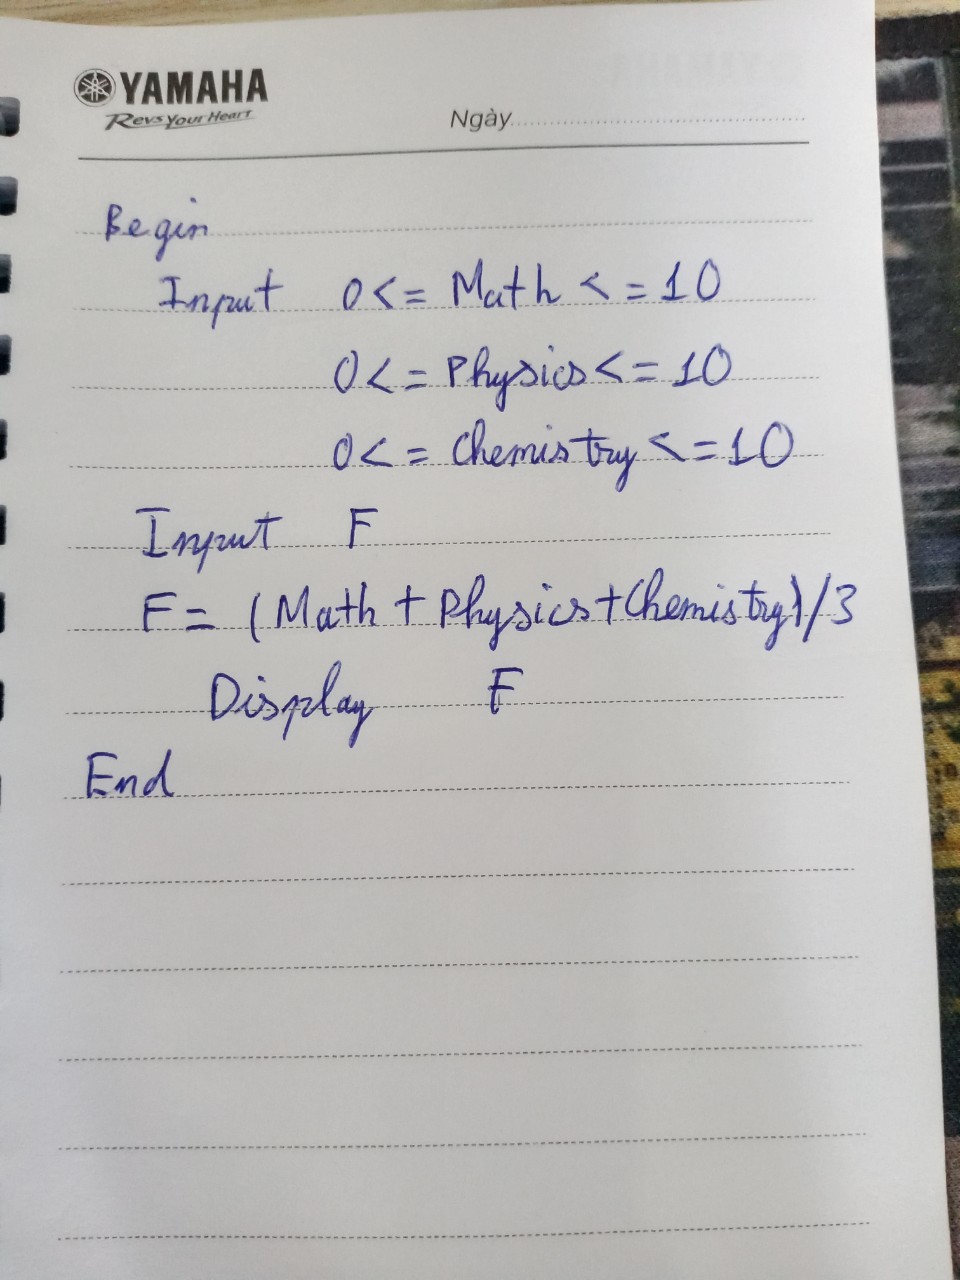 YAMAHA
Revs Your Heart
Ngày
Begin
Input 0<= Math <=10
0<= Physics <=10
0<= Chemistry <=10
Input F
F= (Math + Physics + Chemistry)/3
Display F
End